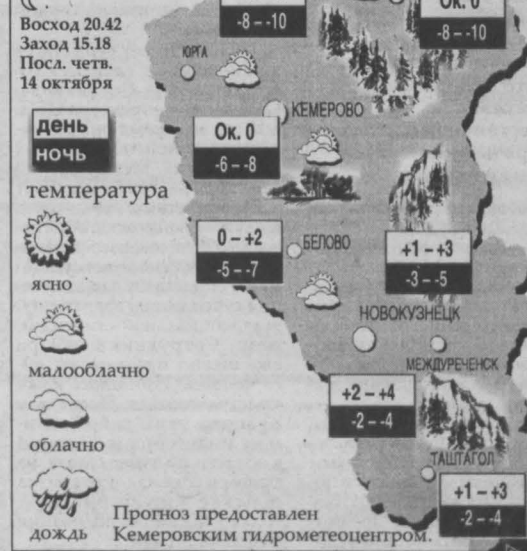 Восход 20.42
Заход 15.18
Посл. четв.
14 октября
-8 – -10
Ок. 0
-8 – -10
ЮРГА
КЕМЕРОВО
день
ночь
температура
Ок. 0
-6 – -8
0 – +2
-5 – -7
БЕЛОВО
+1 – +3
-3 – -5
ясно
НОВОКУЗНЕЦК
МЕЖДУРЕЧЕНСК
малооблачно
+2 – +4
-2 – -4
облачно
ТАШТАГОЛ
+1 – +3
-2 – -4
дождь
Прогноз предоставлен
Кемеровским гидрометеоцентром.